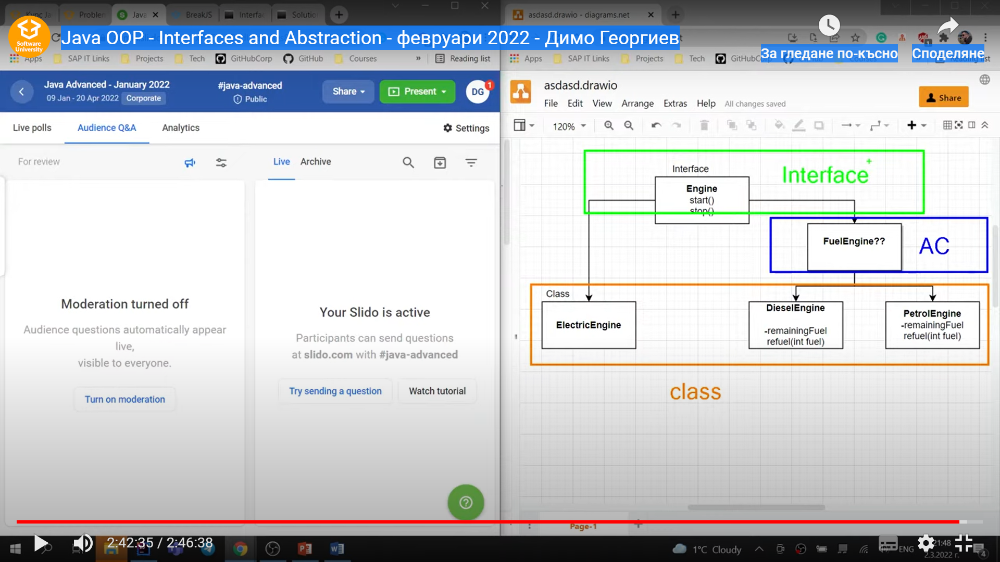 Problem
Java
BreakJS
Interfac
Solution
asdasd.drawio - diagrams.net
Software
University
Java OOP - Interfaces and Abstraction - февруари 2022 - Димо Георгиев
За гледане по-късно
Споделяне
Apps
SAP IT Links
Projects
Tech
GitHubCorp
GitHub
Courses
»
Reading list
Apps
SAP IT Links
Projects
Tech
Reading list
Java Advanced - January 2022
09 Jan - 20 Apr 2022 Corporate
#java-advanced
Public
Share
Present
DG
1
Live polls
Audience Q&A
Analytics
Settings
For review
Live
Archive
Moderation turned off
Audience questions automatically appear
live,
visible to everyone.
Turn on moderation
Your Slido is active
Participants can send questions
at slido.com with #java-advanced
Try sending a question
Watch tutorial
asdasd.drawio
File Edit View Arrange Extras Help All changes saved
Share
120%
Interface
Interface
Engine
start()
stop()
FuelEngine??
AC
Class
ElectricEngine
DieselEngine
-remainingFuel
refuel(int fuel)
PetrolEngine
-remainingFuel
refuel(int fuel)
class
Page-1
2:42:35 / 2:46:38
1°C Cloudy
ENG
21:48
2.3.2022 г.
4